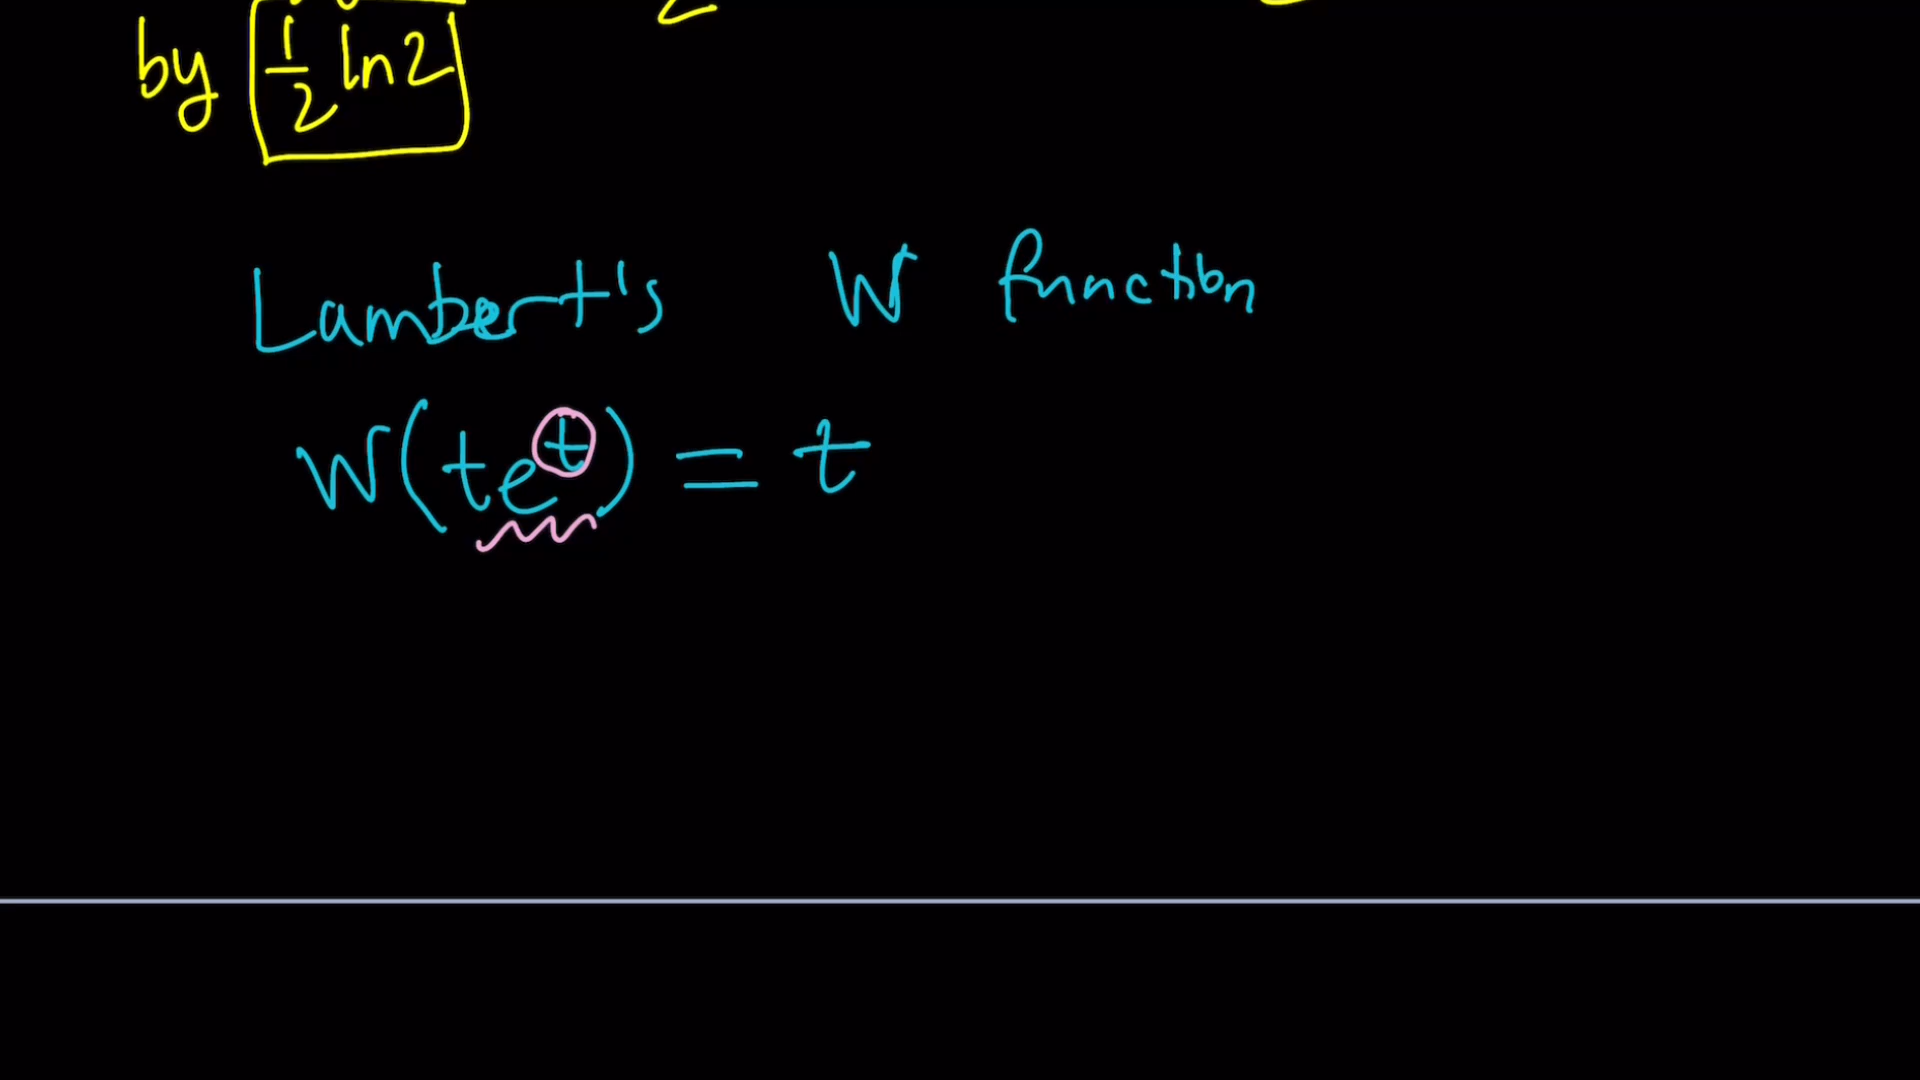 by 1/2 ln2
Lambert's W function
W(te^t) = t